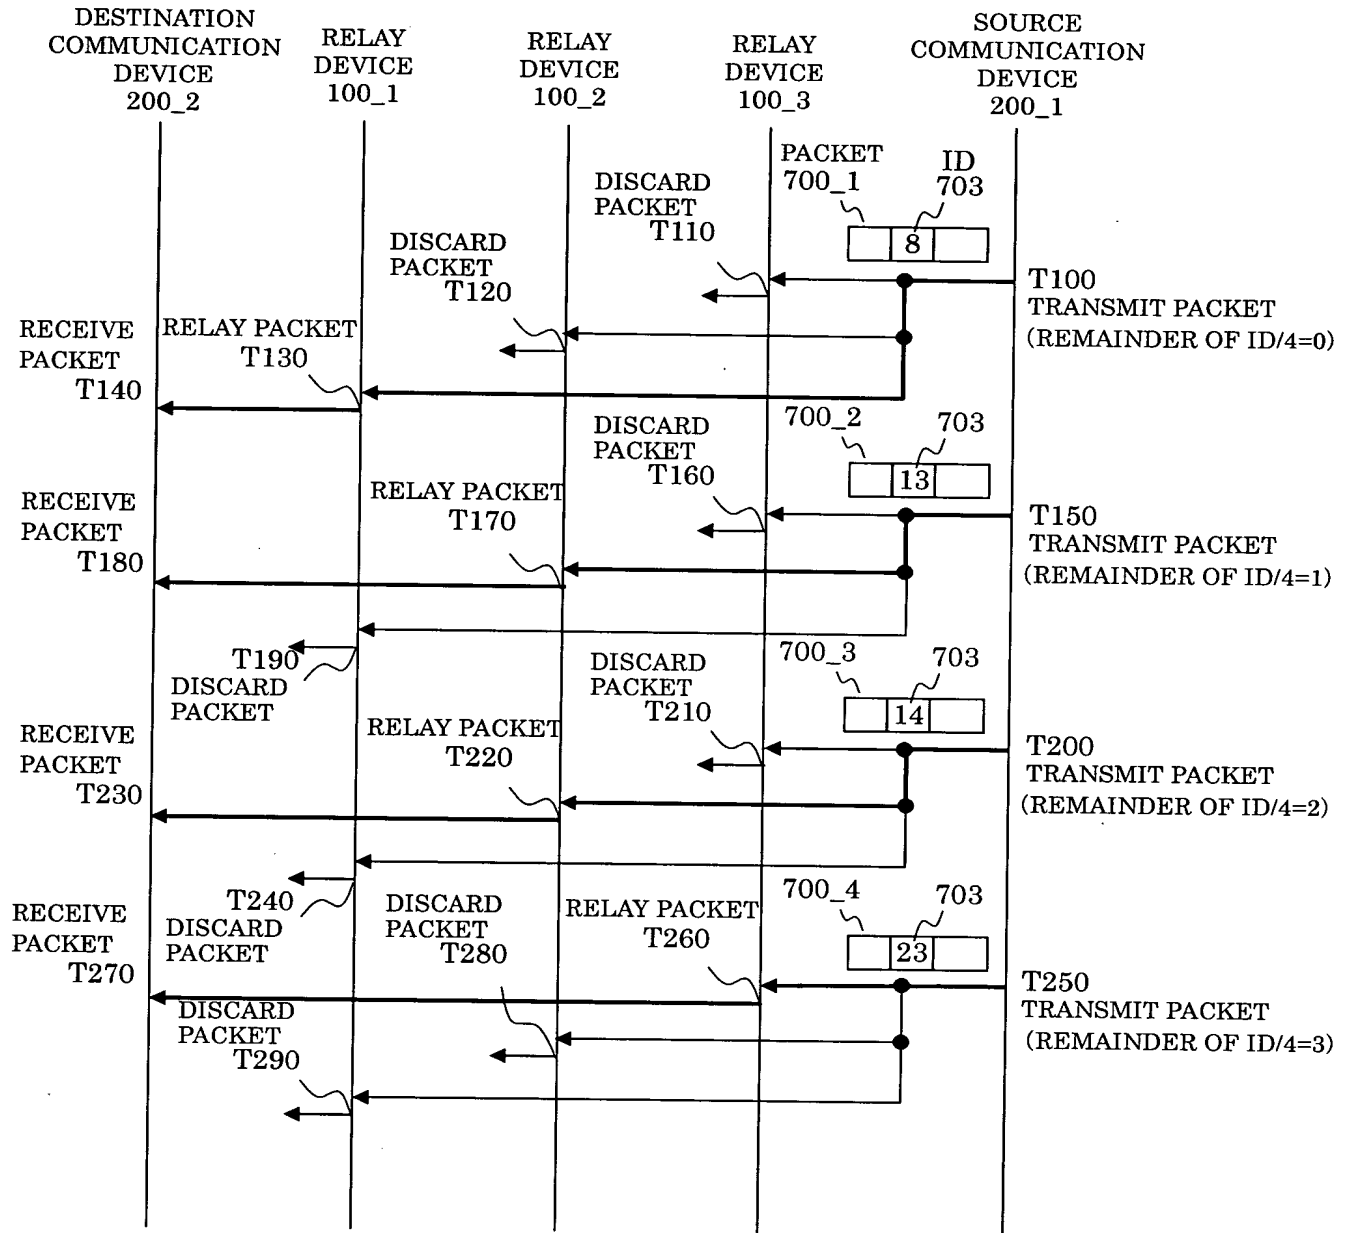 DESTINATION
COMMUNICATION
DEVICE
200_2
RELAY
DEVICE
100_1
RELAY
DEVICE
100_2
RELAY
DEVICE
100_3
SOURCE
COMMUNICATION
DEVICE
200_1
PACKET
700_1
ID
703
8
DISCARD
PACKET
T110
DISCARD
PACKET
T120
T100
TRANSMIT PACKET
(REMAINDER OF ID/4=0)
RELAY PACKET
T130
RECEIVE
PACKET
T140
700_2
703
13
DISCARD
PACKET
T160
T150
TRANSMIT PACKET
(REMAINDER OF ID/4=1)
RELAY PACKET
T170
RECEIVE
PACKET
T180
T190
DISCARD
PACKET
700_3
703
14
DISCARD
PACKET
T210
T200
TRANSMIT PACKET
(REMAINDER OF ID/4=2)
RELAY PACKET
T220
RECEIVE
PACKET
T230
T240
DISCARD
PACKET
700_4
703
23
RELAY PACKET
T260
T250
TRANSMIT PACKET
(REMAINDER OF ID/4=3)
RECEIVE
PACKET
T270
DISCARD
PACKET
T280
DISCARD
PACKET
T290